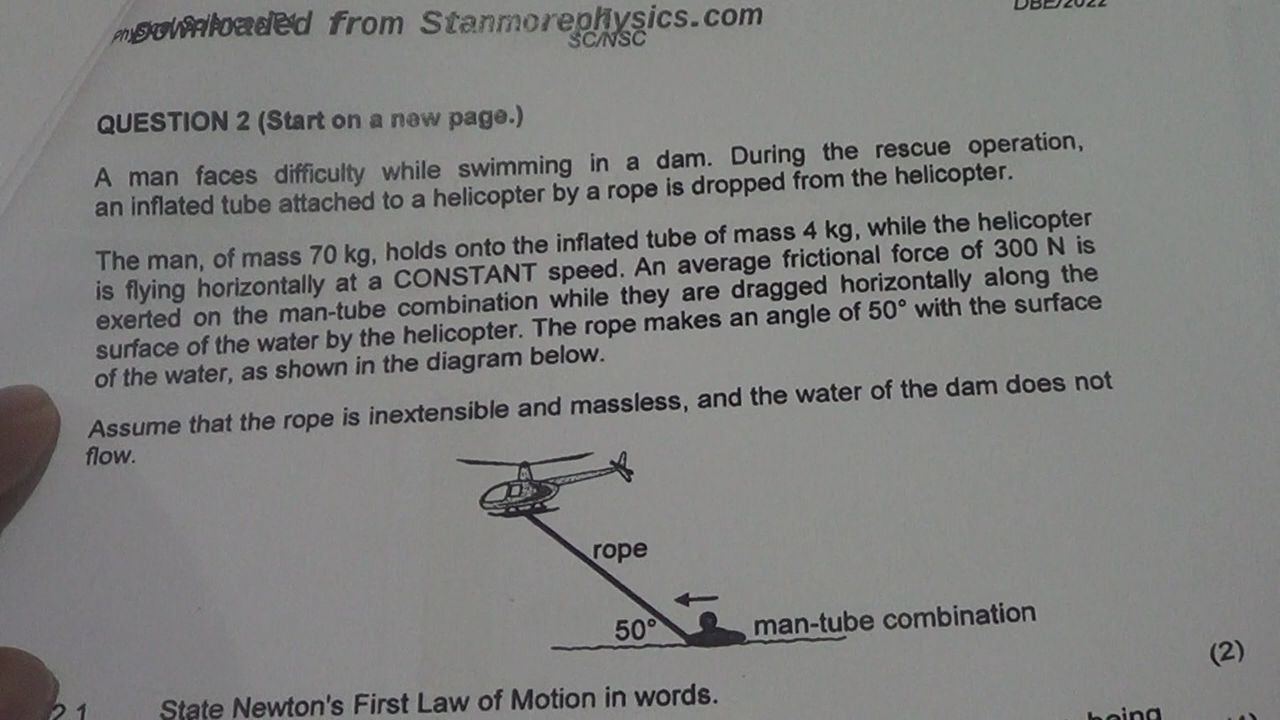 Downloaded from Stanmorephysics.com
SC/NSC
DBE/2022
QUESTION 2 (Start on a new page.)
A man faces difficulty while swimming in a dam. During the rescue operation,
an inflated tube attached to a helicopter by a rope is dropped from the helicopter.
The man, of mass 70 kg, holds onto the inflated tube of mass 4 kg, while the helicopter
is flying horizontally at a CONSTANT speed. An average frictional force of 300 N is
exerted on the man-tube combination while they are dragged horizontally along the
surface of the water by the helicopter. The rope makes an angle of 50° with the surface
of the water, as shown in the diagram below.
Assume that the rope is inextensible and massless, and the water of the dam does not
flow.
rope
50°
man-tube combination
(2)
2.1 State Newton's First Law of Motion in words.
being